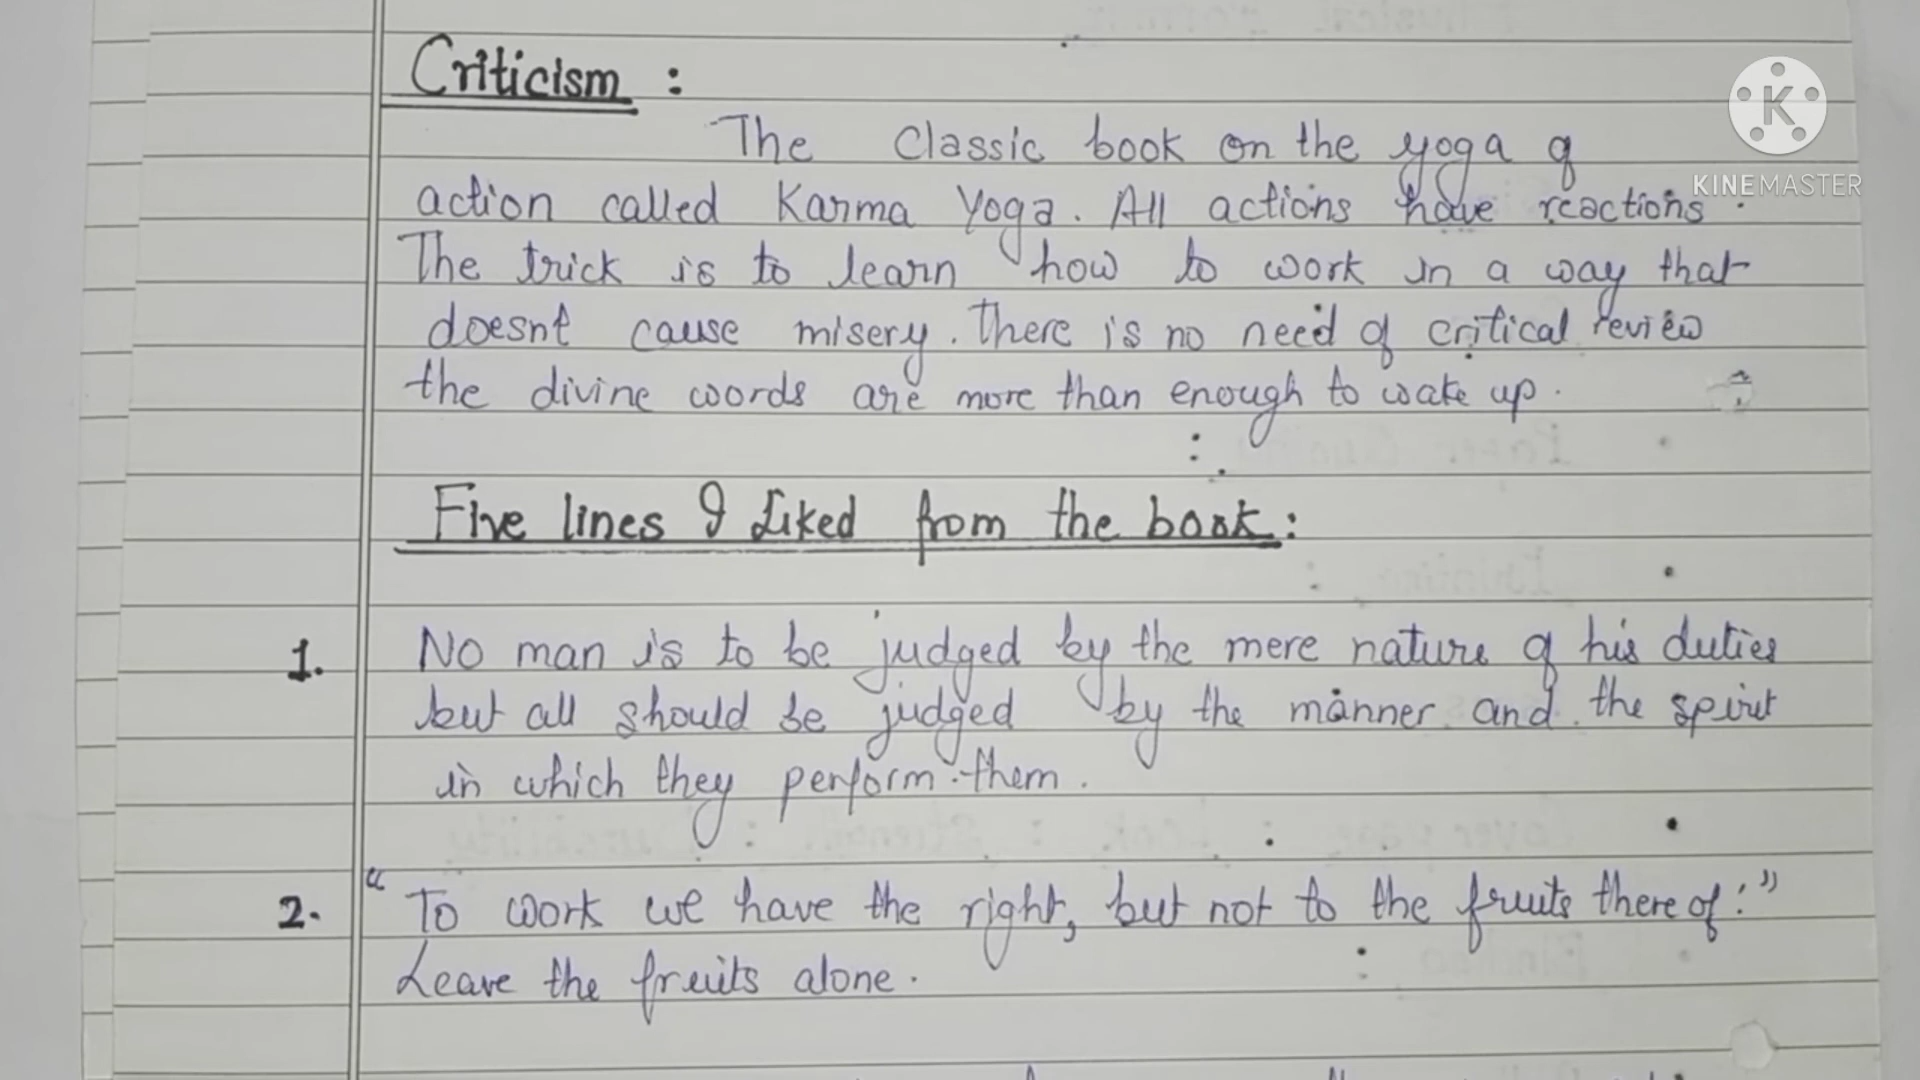 Criticism :
The Classic book on the yoga of
action called Karma Yoga. All actions have reactions.
The trick is to learn how to work in a way that
doesnt cause misery. There is no need of critical review
the divine words are more than enough to wake up.
Five lines I Liked from the book:
1. No man is to be judged by the mere nature of his duties
but all should be judged by the manner and the spirit
in which they perform them.
2. "To work we have the right, but not to the fruits there of."
Leave the fruits alone.
K
KINEMASTER